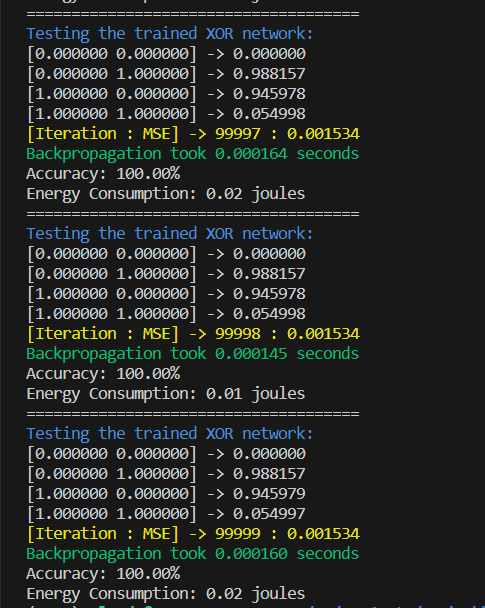 =====================================
Testing the trained XOR network:
[0.000000 0.000000] -> 0.000000
[0.000000 1.000000] -> 0.988157
[1.000000 0.000000] -> 0.945978
[1.000000 1.000000] -> 0.054998
[Iteration : MSE] -> 99997 : 0.001534
Backpropagation took 0.000164 seconds
Accuracy: 100.00%
Energy Consumption: 0.02 joules
=====================================
Testing the trained XOR network:
[0.000000 0.000000] -> 0.000000
[0.000000 1.000000] -> 0.988157
[1.000000 0.000000] -> 0.945978
[1.000000 1.000000] -> 0.054998
[Iteration : MSE] -> 99998 : 0.001534
Backpropagation took 0.000145 seconds
Accuracy: 100.00%
Energy Consumption: 0.01 joules
=====================================
Testing the trained XOR network:
[0.000000 0.000000] -> 0.000000
[0.000000 1.000000] -> 0.988157
[1.000000 0.000000] -> 0.945979
[1.000000 1.000000] -> 0.054997
[Iteration : MSE] -> 99999 : 0.001534
Backpropagation took 0.000160 seconds
Accuracy: 100.00%
Energy Consumption: 0.02 joules